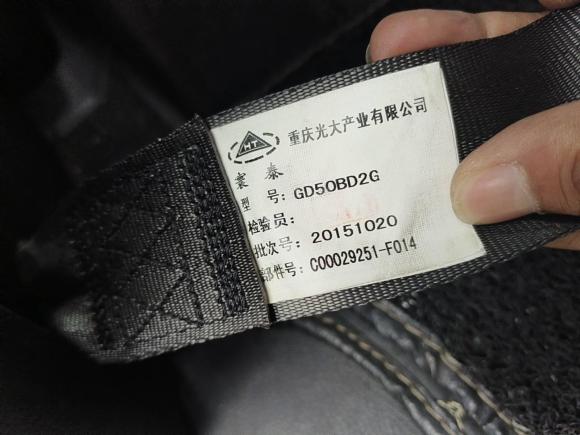 HT
重庆光大产业有限公司
寰 泰
型 号: GD50BD2G
检验员:
批次号: 20151020
部件号: C00029251-F014